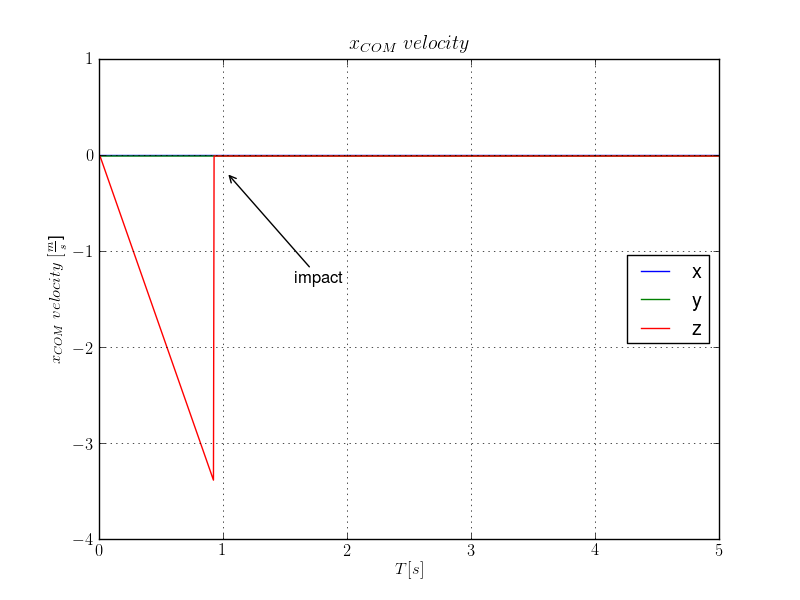 x_COM velocity
1
0
−1
−2
−3
−4
x_COM velocity [m/s]
impact
x
y
z
0 1 2 3 4 5
T[s]